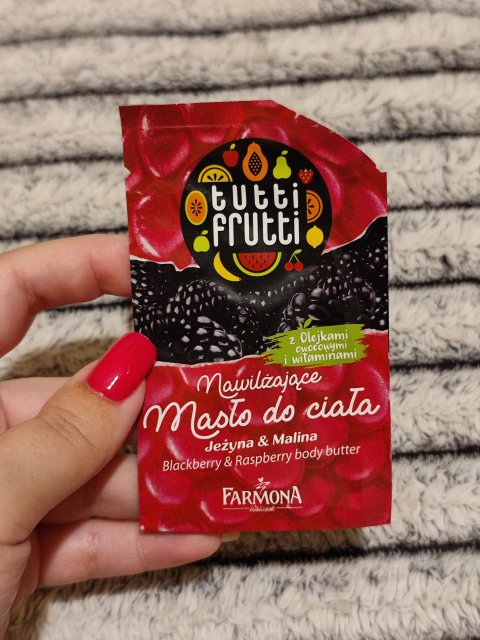 tutti
frutti
z Olejkami
owocowymi
i witaminami
Nawilżające
Masło do ciała
Jeżyna & Malina
Blackberry & Raspberry body butter
FARMONA